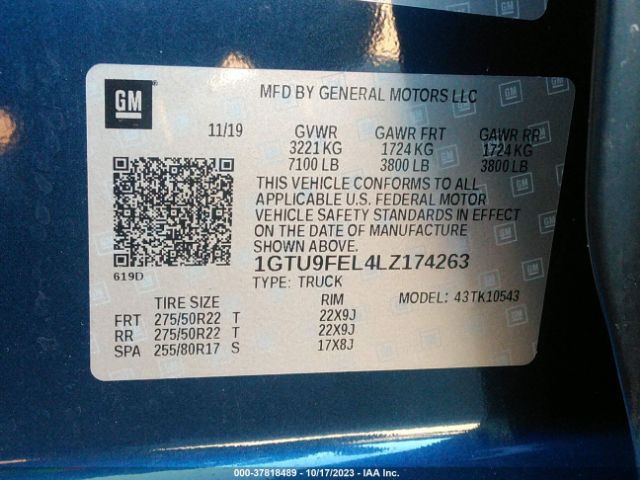 GM
MFD BY GENERAL MOTORS LLC
11/19 GVWR GAWR FRT GAWR RR
3221 KG 1724 KG 1724 KG
7100 LB 3800 LB 3800 LB
THIS VEHICLE CONFORMS TO ALL
APPLICABLE U.S. FEDERAL MOTOR
VEHICLE SAFETY STANDARDS IN EFFECT
ON THE DATE OF MANUFACTURE
SHOWN ABOVE.
619D 1GTU9FEL4LZ174263
TYPE: TRUCK MODEL: 43TK10543
TIRE SIZE RIM
FRT 275/50R22 T 22X9J
RR 275/50R22 T 22X9J
SPA 255/80R17 S 17X8J
000-37818489 - 10/17/2023 - IAA Inc.